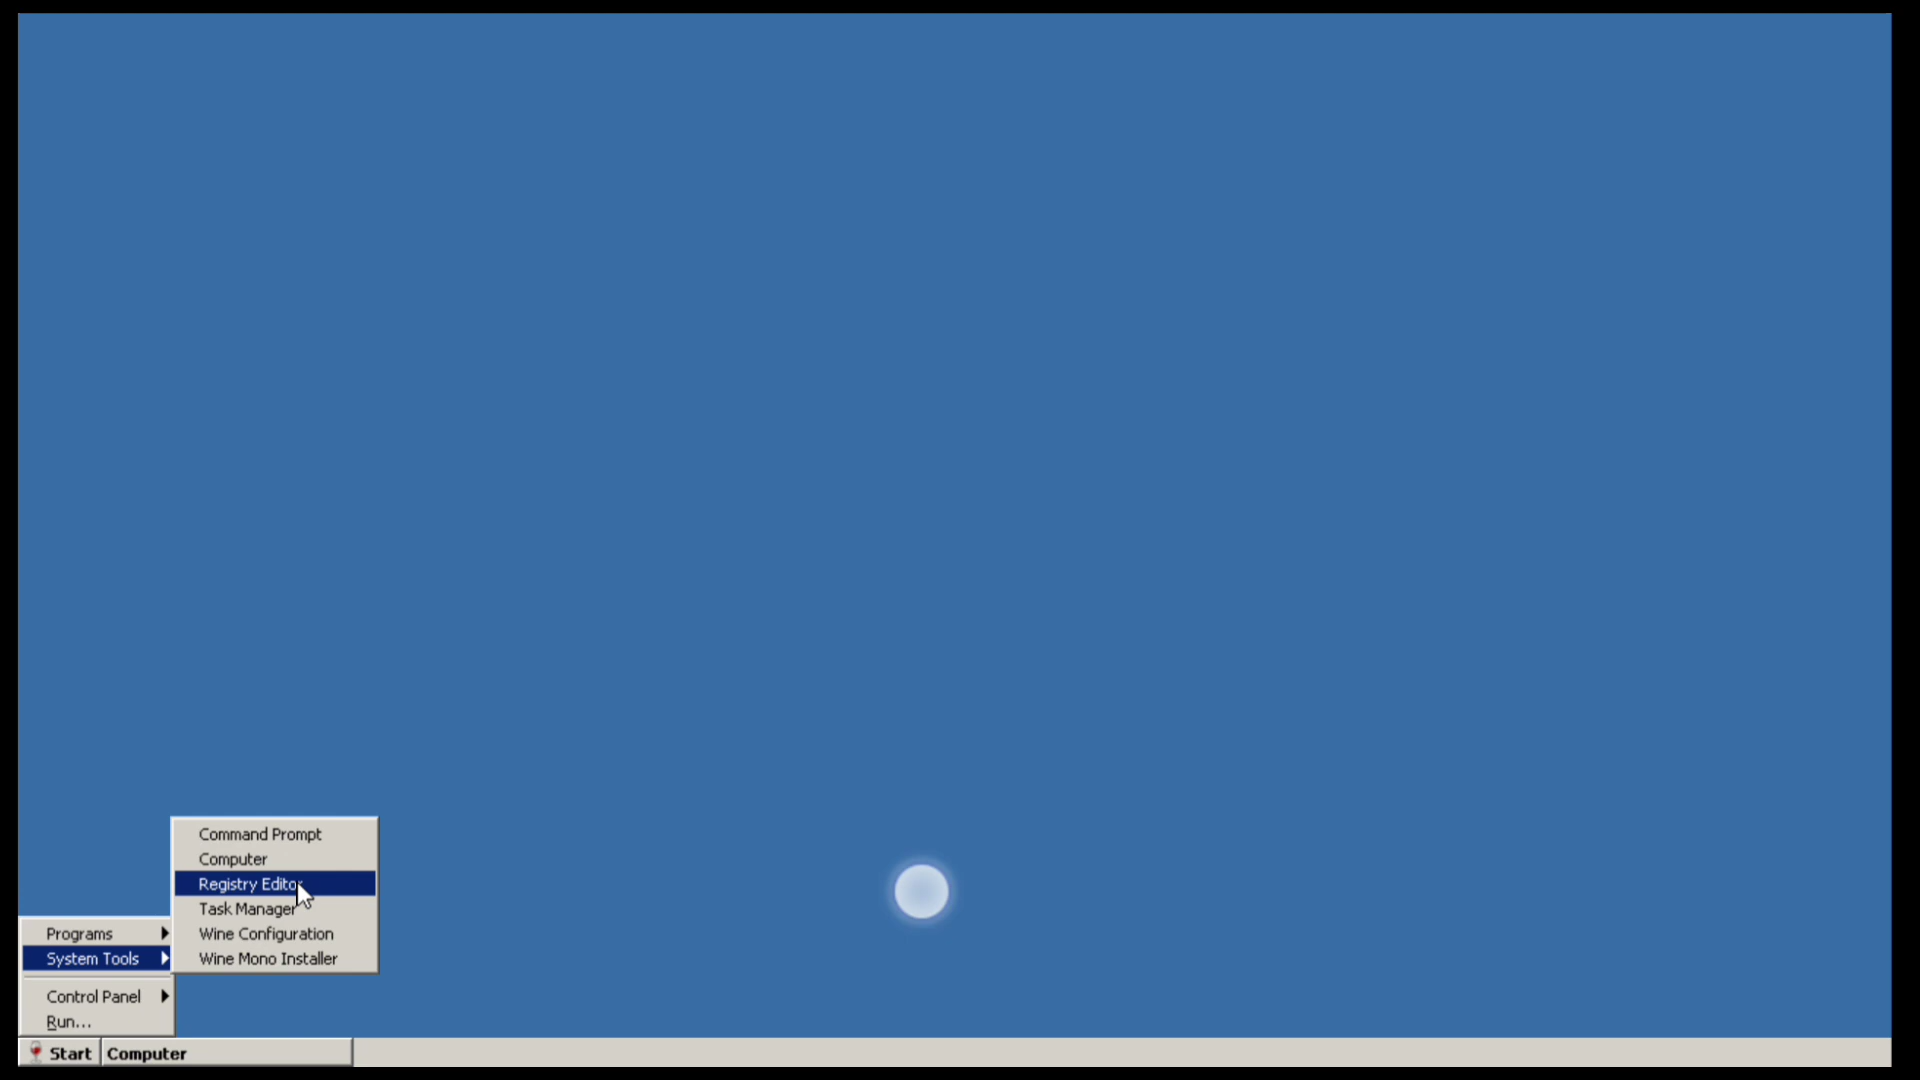 Command Prompt
Computer
Registry Editor
Task Manager
Wine Configuration
Wine Mono Installer
Programs
System Tools
Control Panel
Run...
Start
Computer